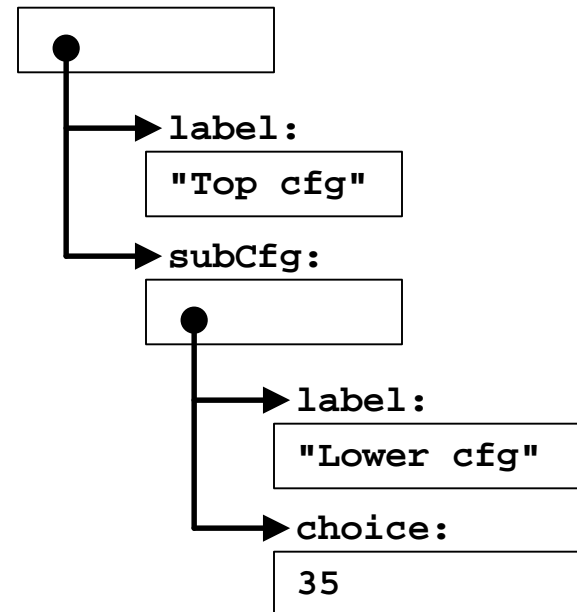 label:
"Top cfg"
subCfg:
label:
"Lower cfg"
choice:
35